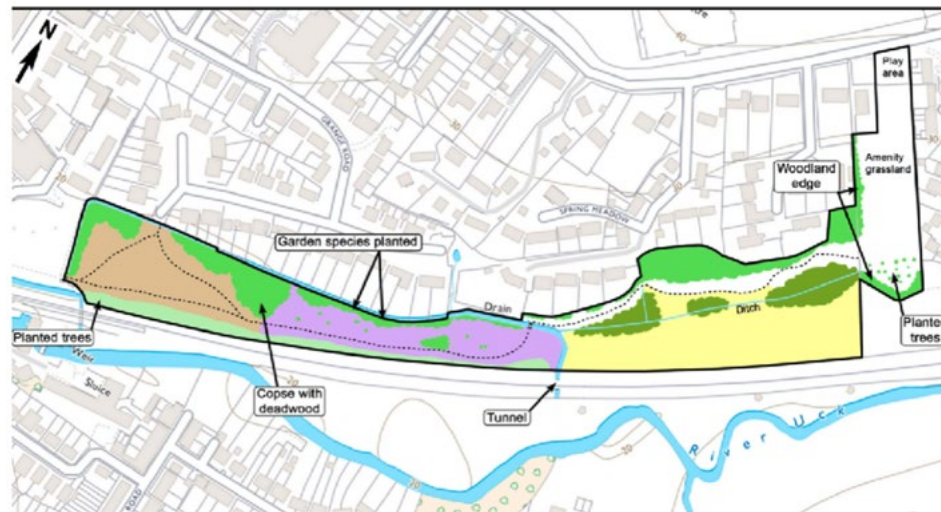 N
Play
area
GRANGE ROAD
Woodland
edge
Amenity
grassland
SPRING MEADOW
Garden species planted
Drain
Ditch
Planted trees
Plante
trees
Weir
Sluice
Copse with
deadwood
Tunnel
River Uck